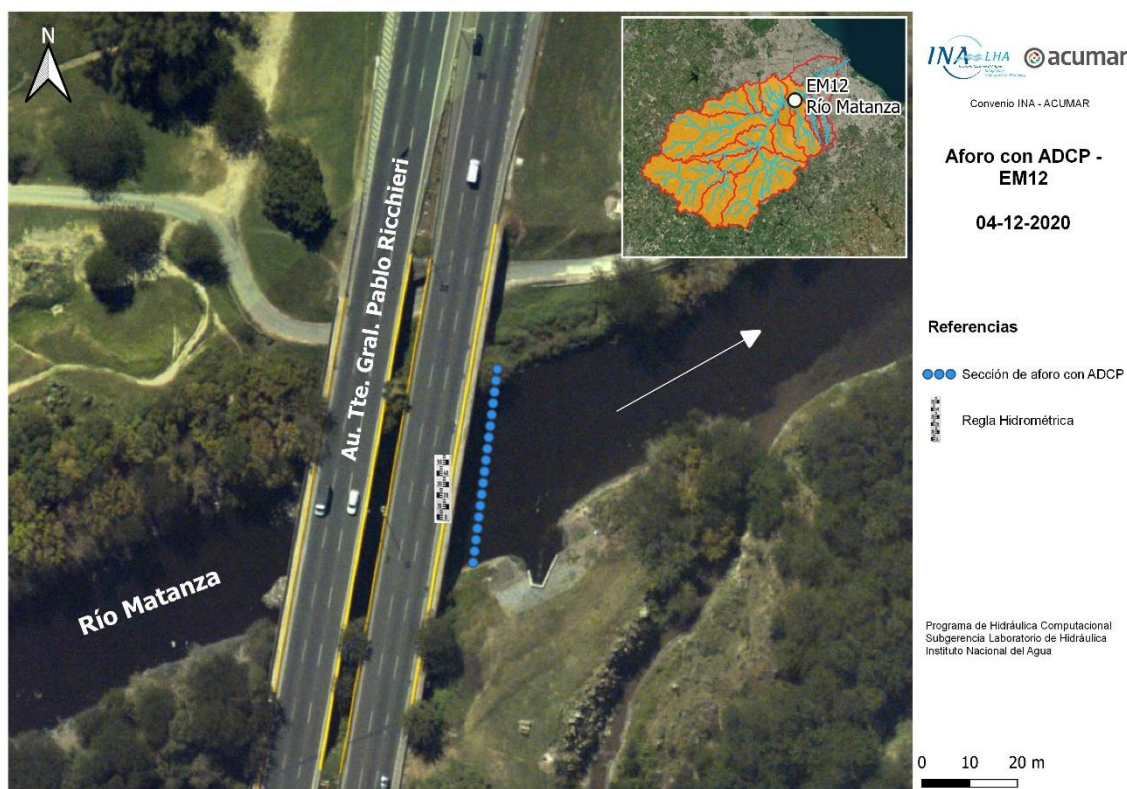 N
Au. Tte. Gral. Pablo Ricchieri
Río Matanza
EM12
Río Matanza
INA LHA
acumar
Convenio INA - ACUMAR
Aforo con ADCP -
EM12
04-12-2020
Referencias
Sección de aforo con ADCP
Regla Hidrométrica
Programa de Hidráulica Computacional
Subgerencia Laboratorio de Hidráulica
Instituto Nacional del Agua
0 10 20 m